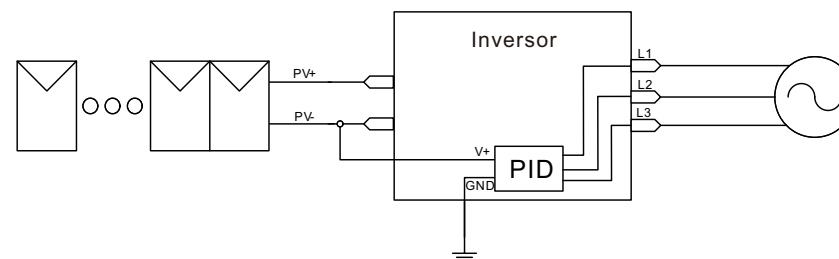 Inversor
L1
PV+
L2
PV-
L3
V+
PID
GND